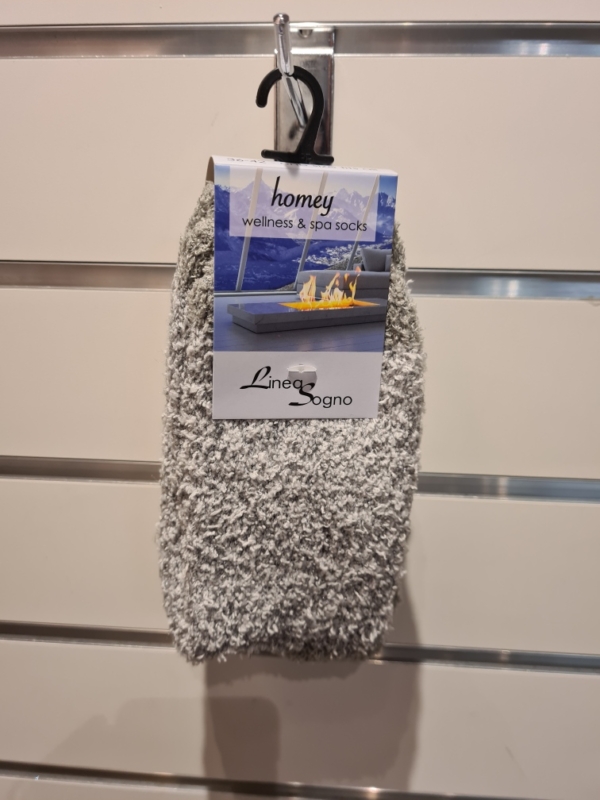 homey
wellness & spa socks
Linea
Sogno